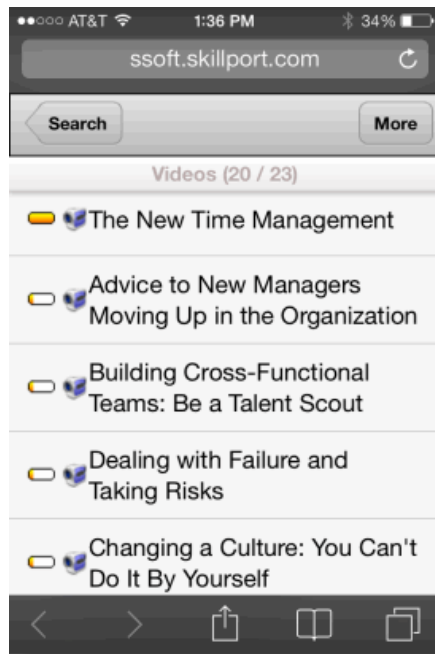 AT&T 1:36 PM 34%
ssoft.skillport.com
Search More
Videos (20 / 23)
The New Time Management
Advice to New Managers
Moving Up in the Organization
Building Cross-Functional
Teams: Be a Talent Scout
Dealing with Failure and
Taking Risks
Changing a Culture: You Can't
Do It By Yourself